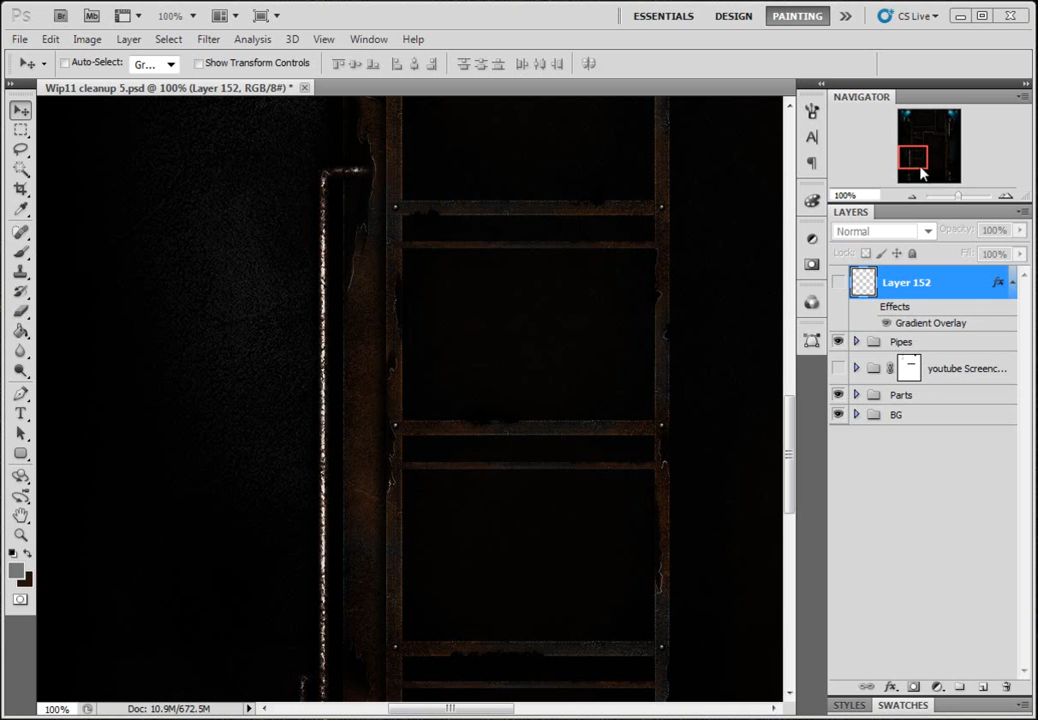 Ps Br Mb 100% ESSENTIALS DESIGN PAINTING CS Live
File Edit Image Layer Select Filter Analysis 3D View Window Help
Auto-Select: Gr... Show Transform Controls
Wip11 cleanup 5.psd @ 100% (Layer 152, RGB/8#) *
NAVIGATOR
100%
LAYERS
Normal Opacity: 100%
Lock: Fill: 100%
Layer 152 fx
Effects
Gradient Overlay
Pipes
youtube Screenc...
Parts
BG
100% Doc: 10.9M/672.5M
STYLES SWATCHES